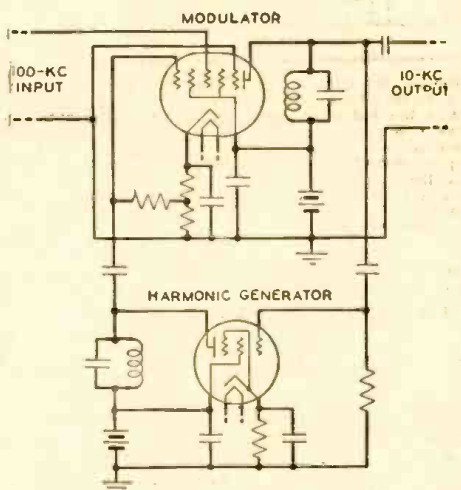 MODULATOR
100-KC
INPUT
10-KC
OUTPUT
HARMONIC GENERATOR